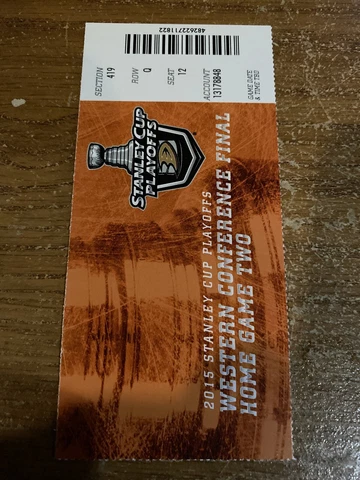 482622711822
SECTION 419
ROW Q
SEAT 12
ACCOUNT 13178848
GAME DATE
& TIME TBD
STANLEY CUP
PLAYOFFS
2015 STANLEY CUP PLAYOFFS
WESTERN CONFERENCE FINAL
HOME GAME TWO